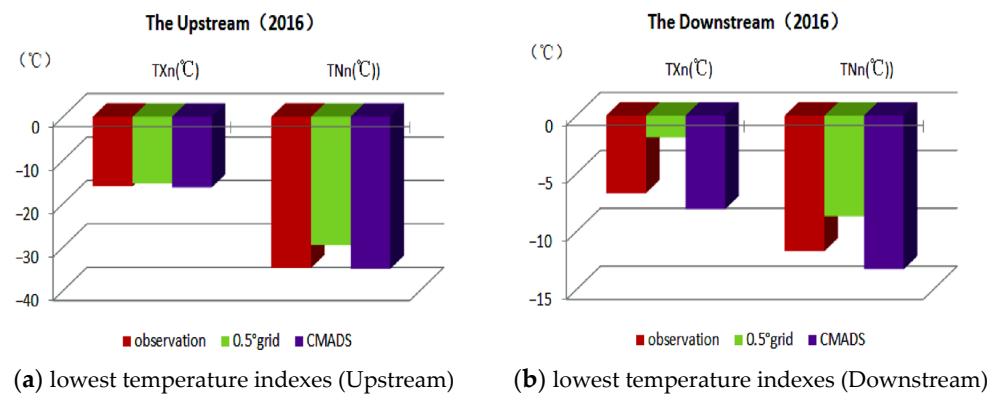 The Upstream（2016）
（℃）
TXn(℃)
TNn(℃))
0
−10
−20
−30
−40
observation
0.5°grid
CMADS
(a) lowest temperature indexes (Upstream)
The Downstream（2016）
（℃）
TXn(℃)
TNn(℃))
0
−5
−10
−15
observation
0.5°grid
CMADS
(b) lowest temperature indexes (Downstream)